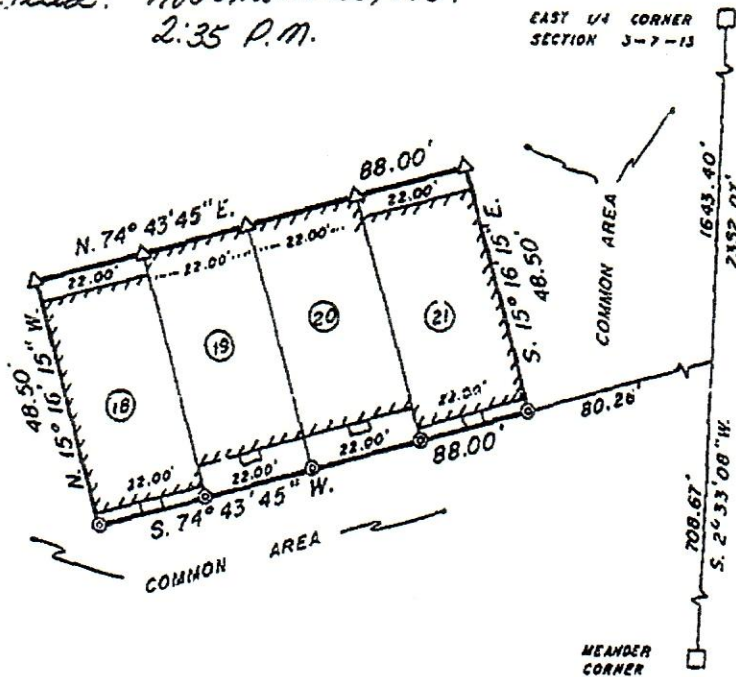 2:35 P.M.
EAST 1/4 CORNER
SECTION 3-7-13
88.00'
N. 74° 43' 45" E.
22.00'
22.00'
22.00'
22.00'
1643.40'
2352.07'
COMMON AREA
48.50'
N. 15° 16' 15" W.
S. 15° 16' 15" E.
48.50'
18
19
20
21
22.00'
22.00'
22.00'
22.00'
88.00'
80.26'
S. 74° 43' 45" W.
COMMON AREA
708.67'
S. 2° 33' 08" W.
MEANDER
CORNER